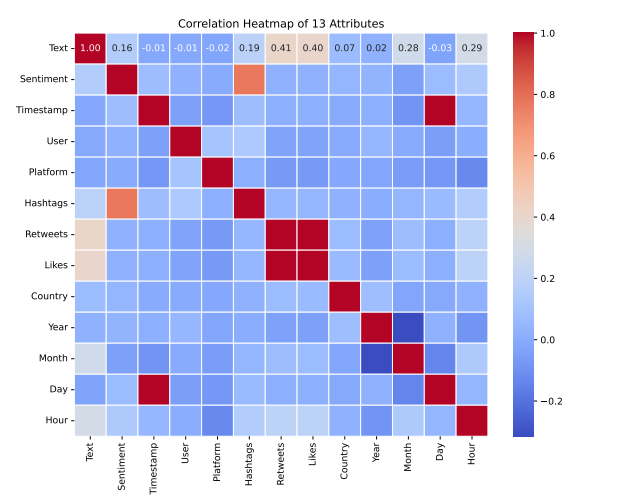 Correlation Heatmap of 13 Attributes
Text 1.00 0.16 -0.01 -0.01 -0.02 0.19 0.41 0.40 0.07 0.02 0.28 -0.03 0.29
Sentiment
Timestamp
User
Platform
Hashtags
Retweets
Likes
Country
Year
Month
Day
Hour
Text Sentiment Timestamp User Platform Hashtags Retweets Likes Country Year Month Day Hour
1.0
0.8
0.6
0.4
0.2
0.0
−0.2